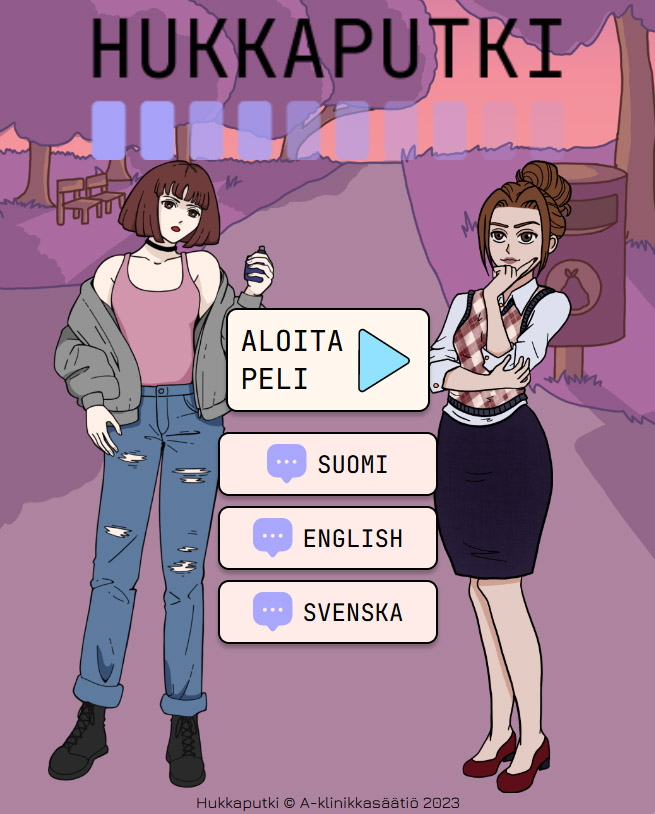 HUKKAPUTKI
ALOITA
PELI
SUOMI
ENGLISH
SVENSKA
Hukkaputki © A-klinikkasäätiö 2023